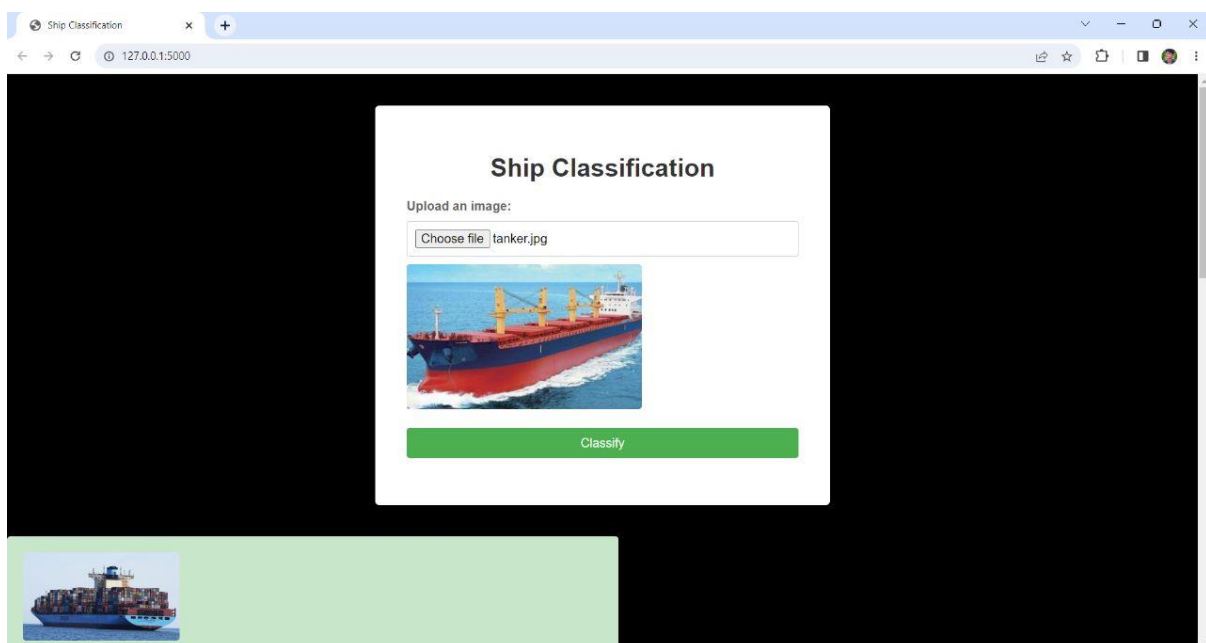 Ship Classification
127.0.0.1:5000
Ship Classification
Upload an image:
Choose file tanker.jpg
Classify